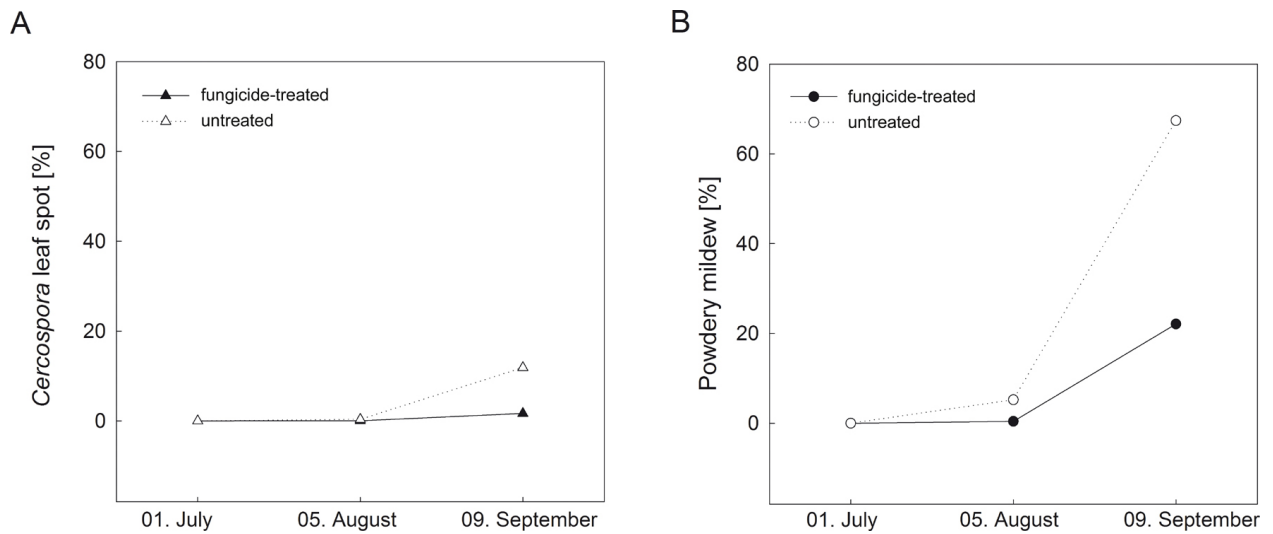 A
Cercospora leaf spot [%]
80
60
40
20
0
fungicide-treated
untreated
01. July 05. August 09. September
B
Powdery mildew [%]
80
60
40
20
0
fungicide-treated
untreated
01. July 05. August 09. September